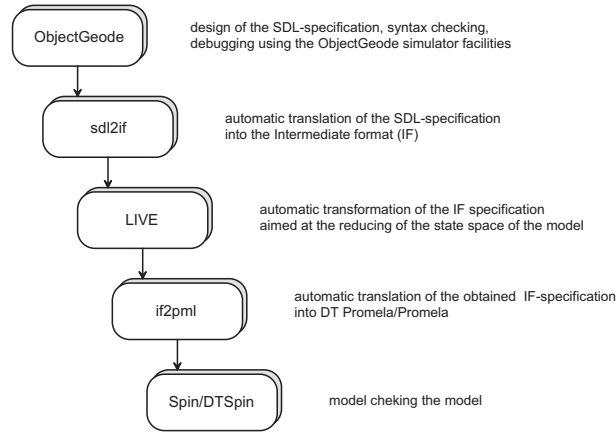 ObjectGeode
design of the SDL-specification, syntax checking,
debugging using the ObjectGeode simulator facilities
sdl2if
automatic translation of the SDL-specification
into the Intermediate format (IF)
LIVE
automatic transformation of the IF specification
aimed at the reducing of the state space of the model
if2pml
automatic translation of the obtained IF-specification
into DT Promela/Promela
Spin/DTSpin
model cheking the model